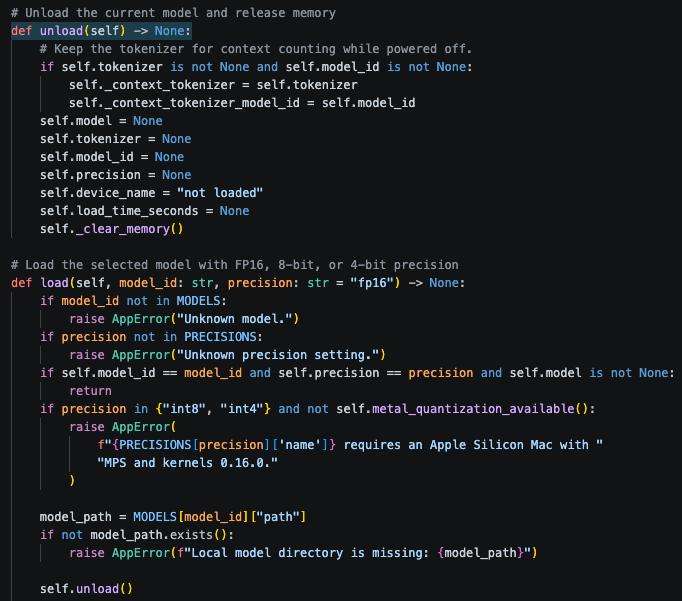 # Unload the current model and release memory
def unload(self) -> None:
    # Keep the tokenizer for context counting while powered off.
    if self.tokenizer is not None and self.model_id is not None:
        self._context_tokenizer = self.tokenizer
        self._context_tokenizer_model_id = self.model_id
    self.model = None
    self.tokenizer = None
    self.model_id = None
    self.precision = None
    self.device_name = "not loaded"
    self.load_time_seconds = None
    self._clear_memory()

# Load the selected model with FP16, 8-bit, or 4-bit precision
def load(self, model_id: str, precision: str = "fp16") -> None:
    if model_id not in MODELS:
        raise AppError("Unknown model.")
    if precision not in PRECISIONS:
        raise AppError("Unknown precision setting.")
    if self.model_id == model_id and self.precision == precision and self.model is not None:
        return
    if precision in {"int8", "int4"} and not self.metal_quantization_available():
        raise AppError(
            f"{PRECISIONS[precision]['name']} requires an Apple Silicon Mac with "
            "MPS and kernels 0.16.0."
        )

    model_path = MODELS[model_id]["path"]
    if not model_path.exists():
        raise AppError(f"Local model directory is missing: {model_path}")

    self.unload()